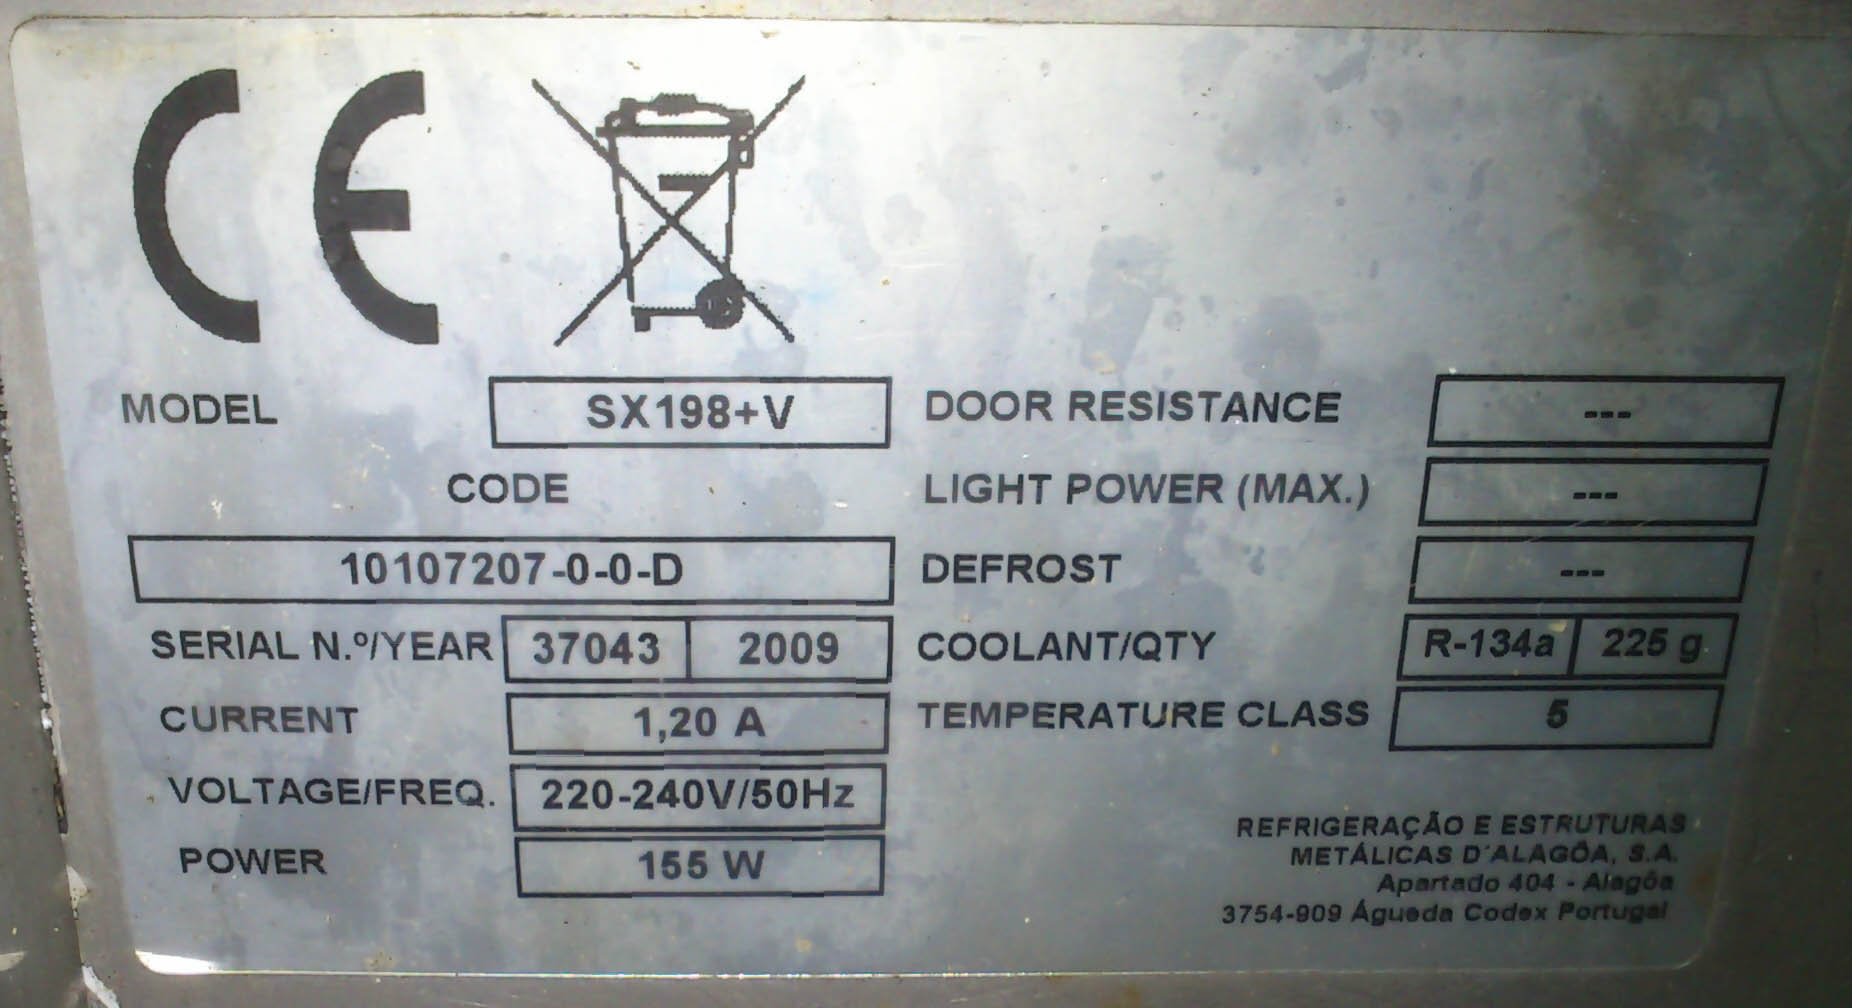 CE
MODEL SX198+V
CODE
10107207-0-0-D
SERIAL N.º/YEAR 37043 2009
CURRENT 1,20 A
VOLTAGE/FREQ. 220-240V/50Hz
POWER 155 W
DOOR RESISTANCE ---
LIGHT POWER (MAX.) ---
DEFROST ---
COOLANT/QTY R-134a 225 g
TEMPERATURE CLASS 5
REFRIGERAÇÃO E ESTRUTURAS
METÁLICAS D´ALAGÔA, S.A.
Apartado 404 - Alagôa
3754-909 Águeda Codex Portugal